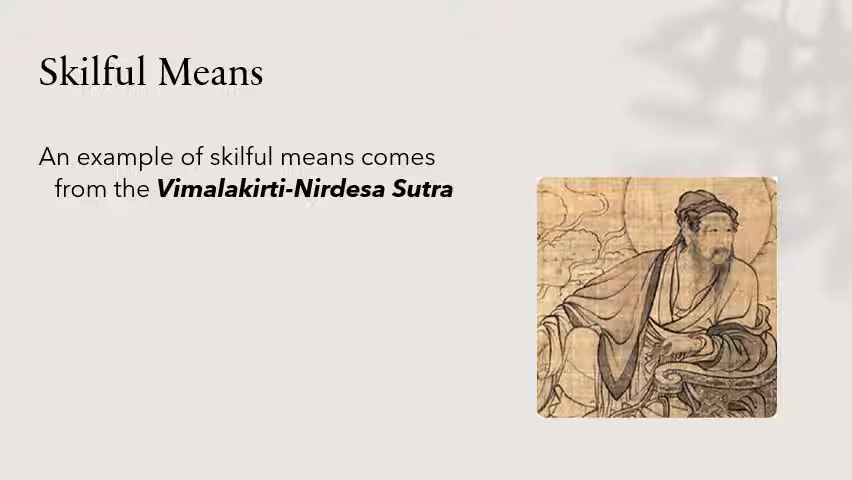 Skilful Means
An example of skilful means comes
from the Vimalakirti-Nirdesa Sutra